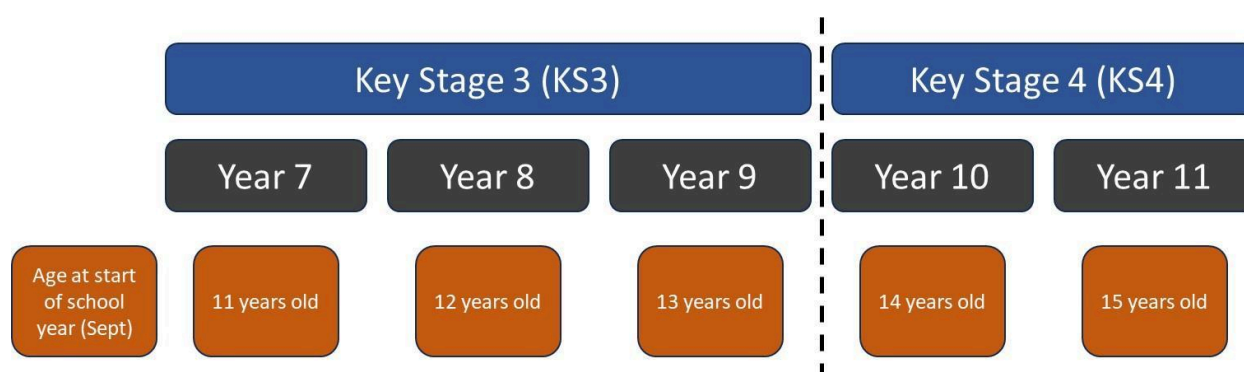 Key Stage 3 (KS3)
Key Stage 4 (KS4)
Year 7
Year 8
Year 9
Year 10
Year 11
Age at start
of school
year (Sept)
11 years old
12 years old
13 years old
14 years old
15 years old